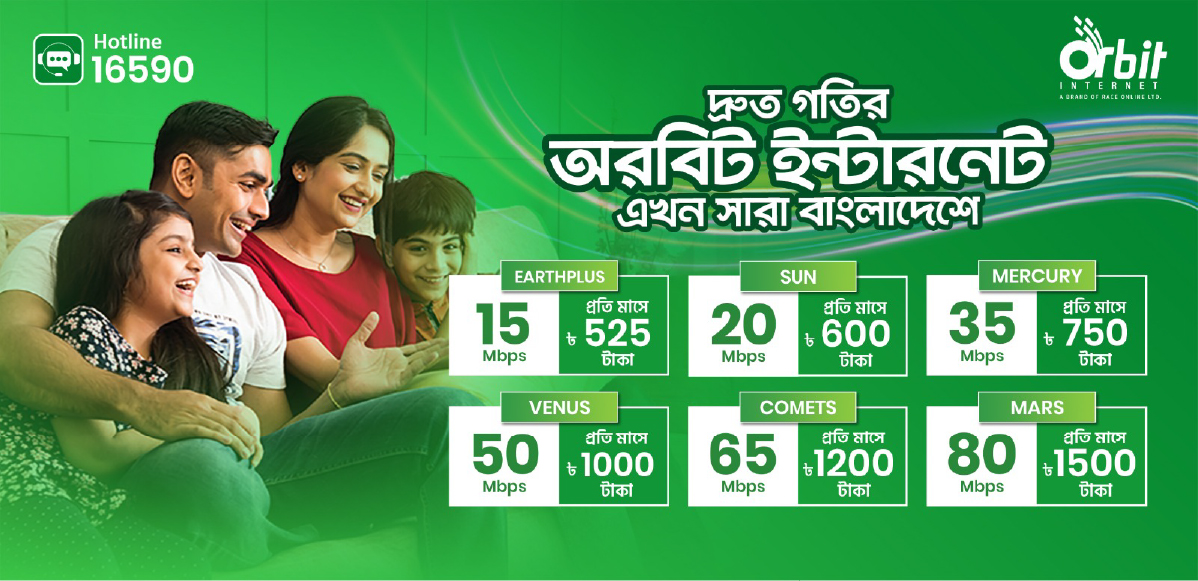 Hotline
16590
Orbit
INTERNET
A BRAND OF RACE ONLINE LTD.
দ্রুত গতির
অরবিট ইন্টারনেট
এখন সারা বাংলাদেশে
EARTHPLUS
15
Mbps
প্রতি মাসে
৳ 525
টাকা
SUN
20
Mbps
প্রতি মাসে
৳ 600
টাকা
MERCURY
35
Mbps
প্রতি মাসে
৳ 750
টাকা
VENUS
50
Mbps
প্রতি মাসে
৳ 1000
টাকা
COMETS
65
Mbps
প্রতি মাসে
৳ 1200
টাকা
MARS
80
Mbps
প্রতি মাসে
৳ 1500
টাকা